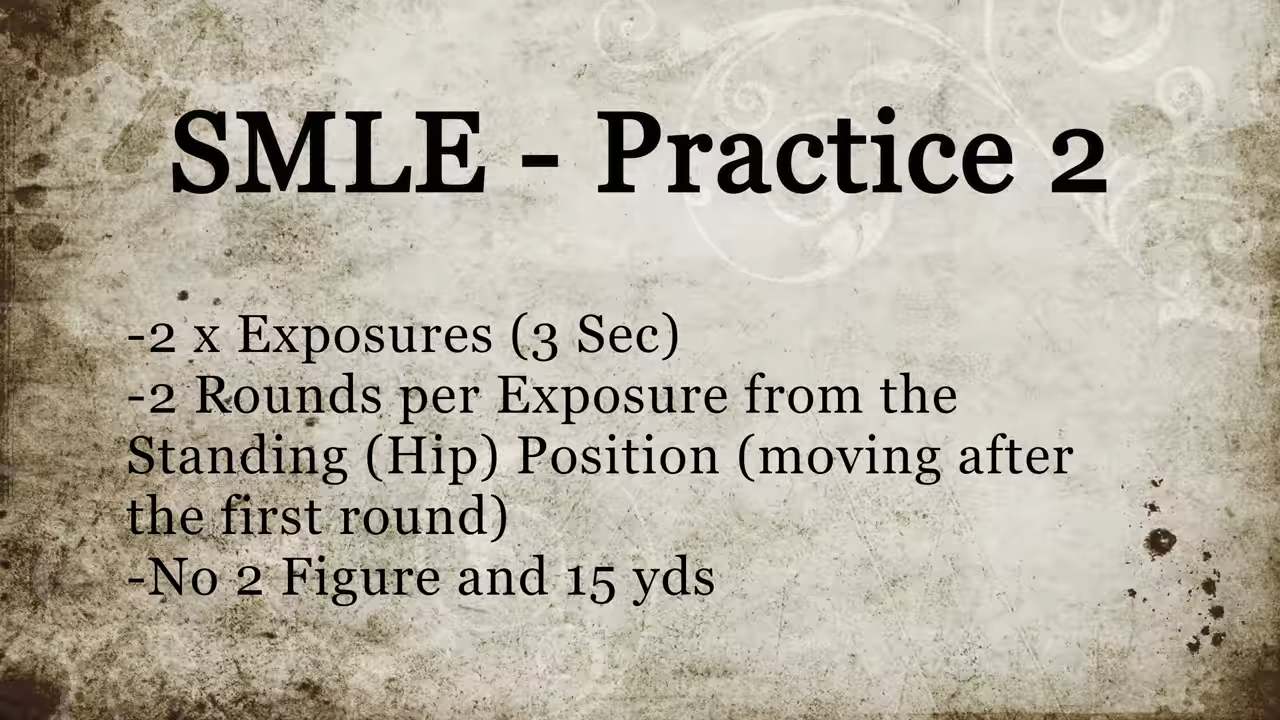 SMLE - Practice 2
-2 x Exposures (3 Sec)
-2 Rounds per Exposure from the
Standing (Hip) Position (moving after
the first round)
-No 2 Figure and 15 yds